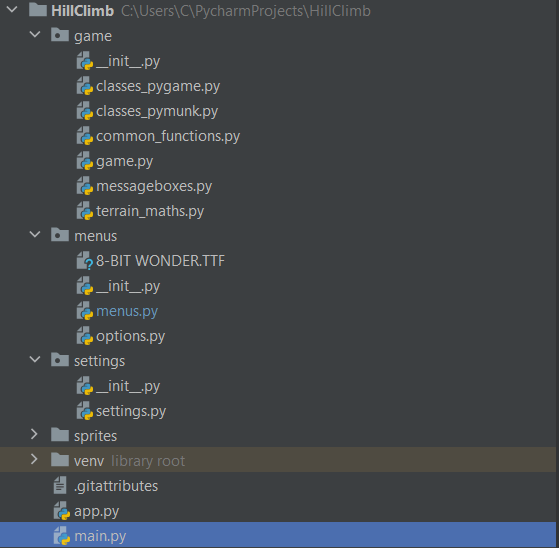 HillClimb C:\Users\C\PycharmProjects\HillClimb
game
__init__.py
classes_pygame.py
classes_pymunk.py
common_functions.py
game.py
messageboxes.py
terrain_maths.py
menus
8-BIT WONDER.TTF
__init__.py
menus.py
options.py
settings
__init__.py
settings.py
sprites
venv library root
.gitattributes
app.py
main.py